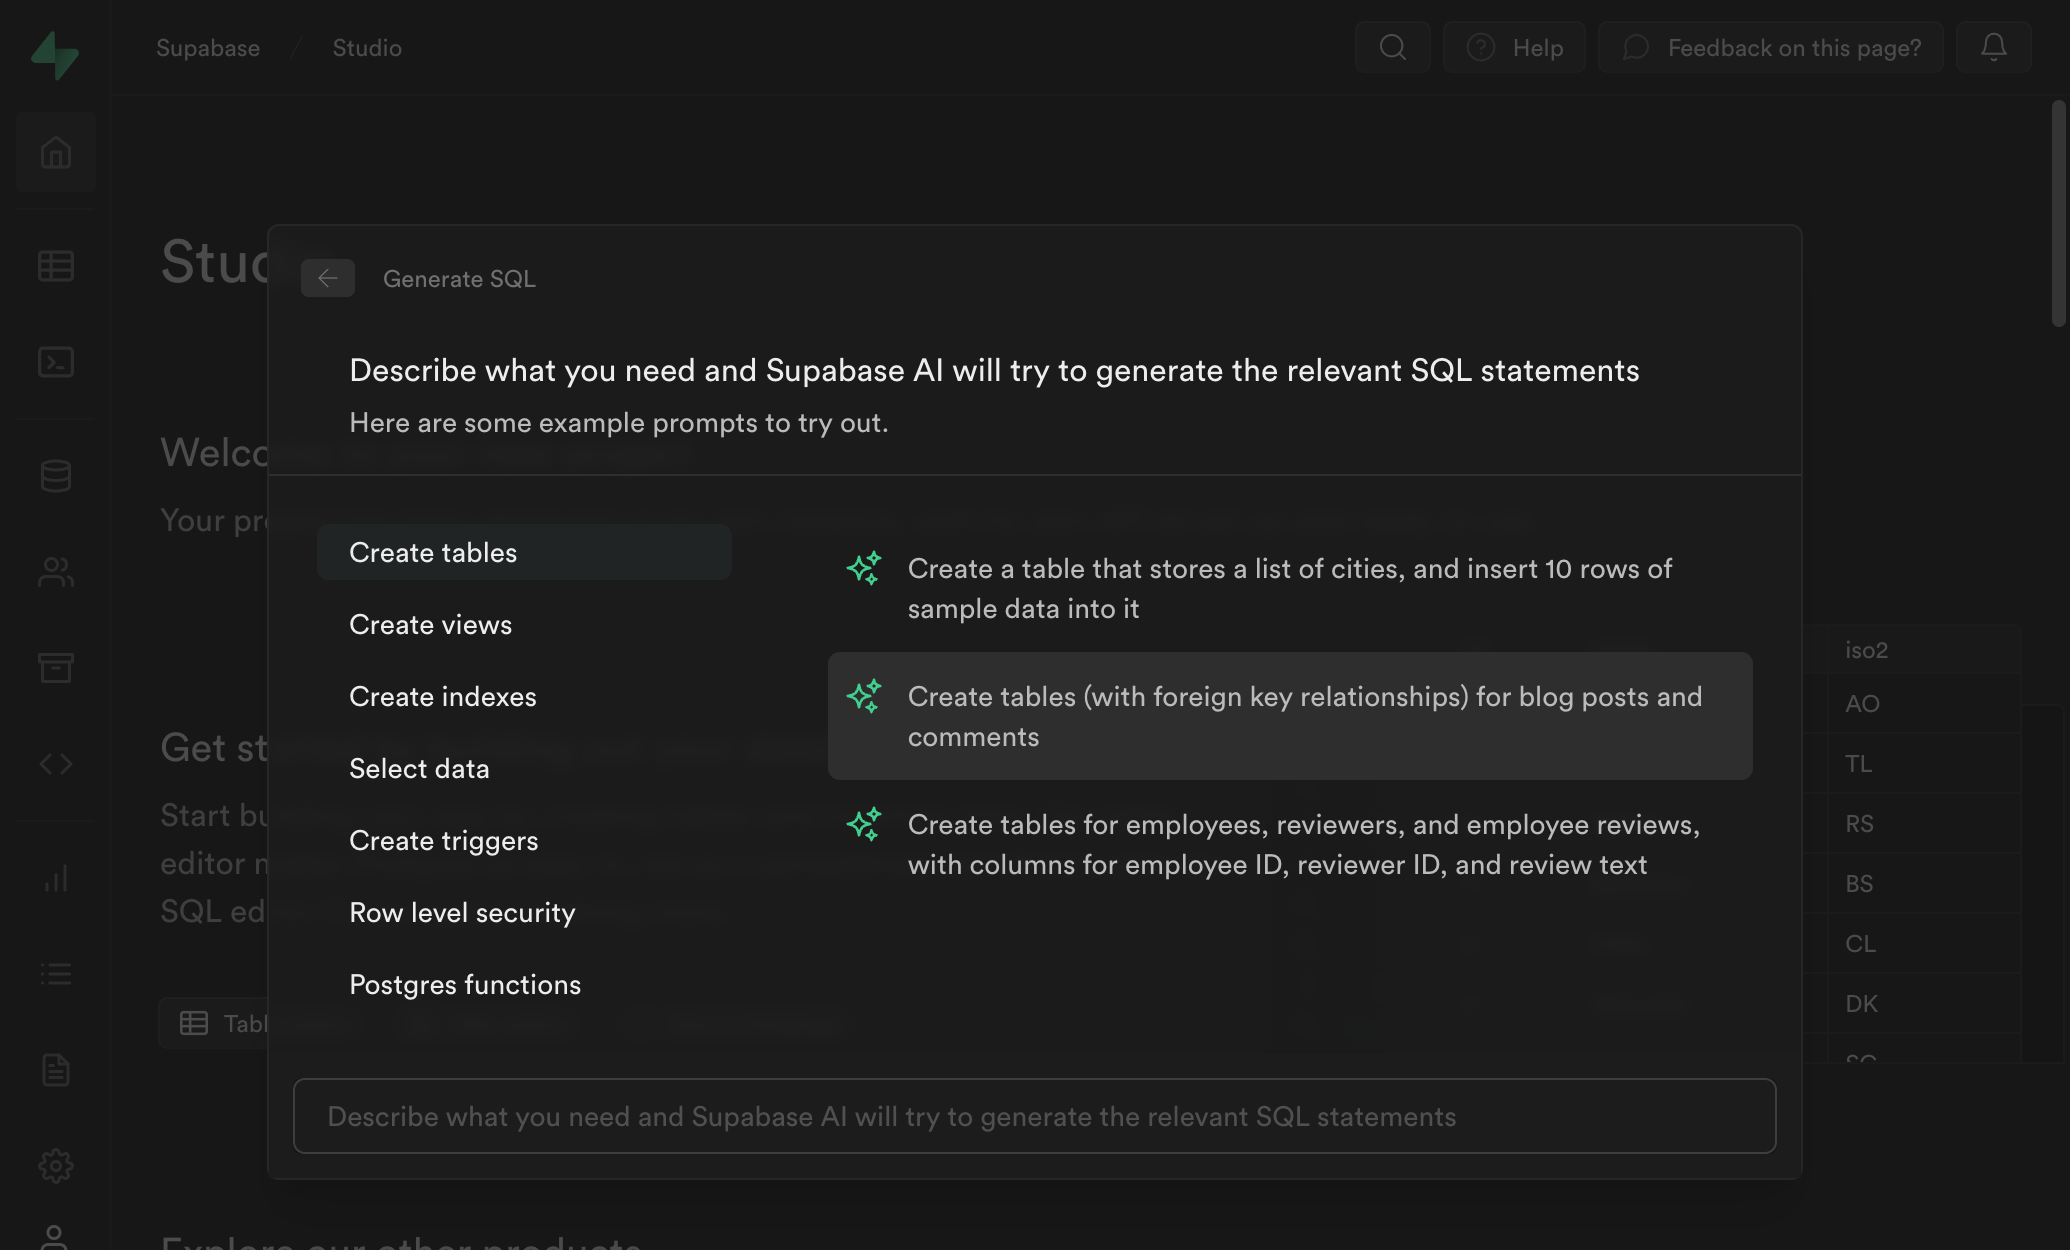 Supabase / Studio
Help
Feedback on this page?
Stud
Generate SQL
Describe what you need and Supabase AI will try to generate the relevant SQL statements
Here are some example prompts to try out.
Welco
Your pr
Create tables
Create views
Create indexes
Select data
Create triggers
Row level security
Postgres functions
Create a table that stores a list of cities, and insert 10 rows of
sample data into it
Create tables (with foreign key relationships) for blog posts and
comments
Create tables for employees, reviewers, and employee reviews,
with columns for employee ID, reviewer ID, and review text
iso2
AO
TL
RS
BS
CL
DK
Get st
Start bu
editor
SQL ed
Tabl
Describe what you need and Supabase AI will try to generate the relevant SQL statements
Explore our other products